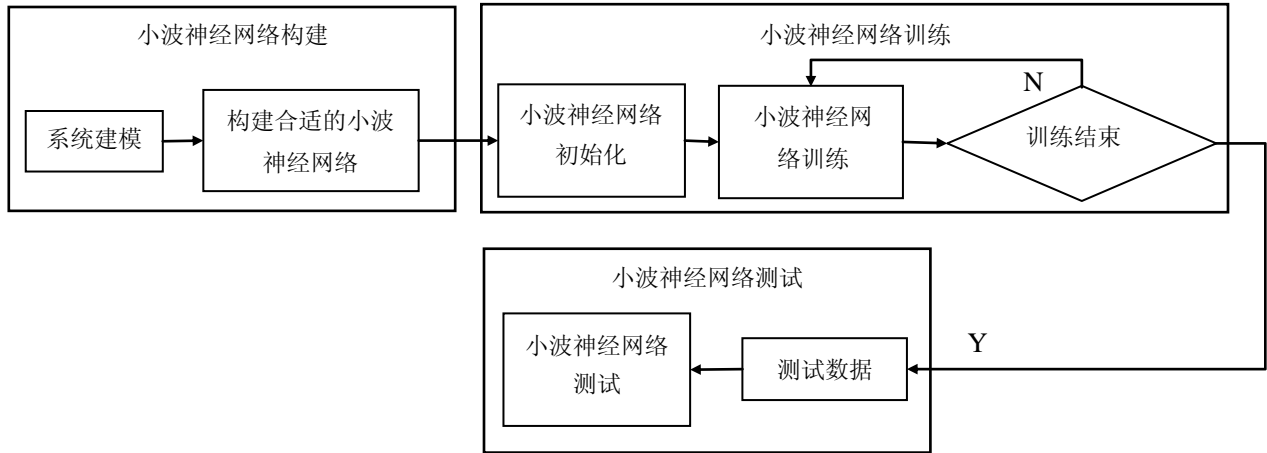 小波神经网络构建
系统建模
构建合适的小波
神经网络
小波神经网络训练
小波神经网络
初始化
小波神经网
络训练
N
训练结束
Y
小波神经网络测试
小波神经网络
测试
测试数据